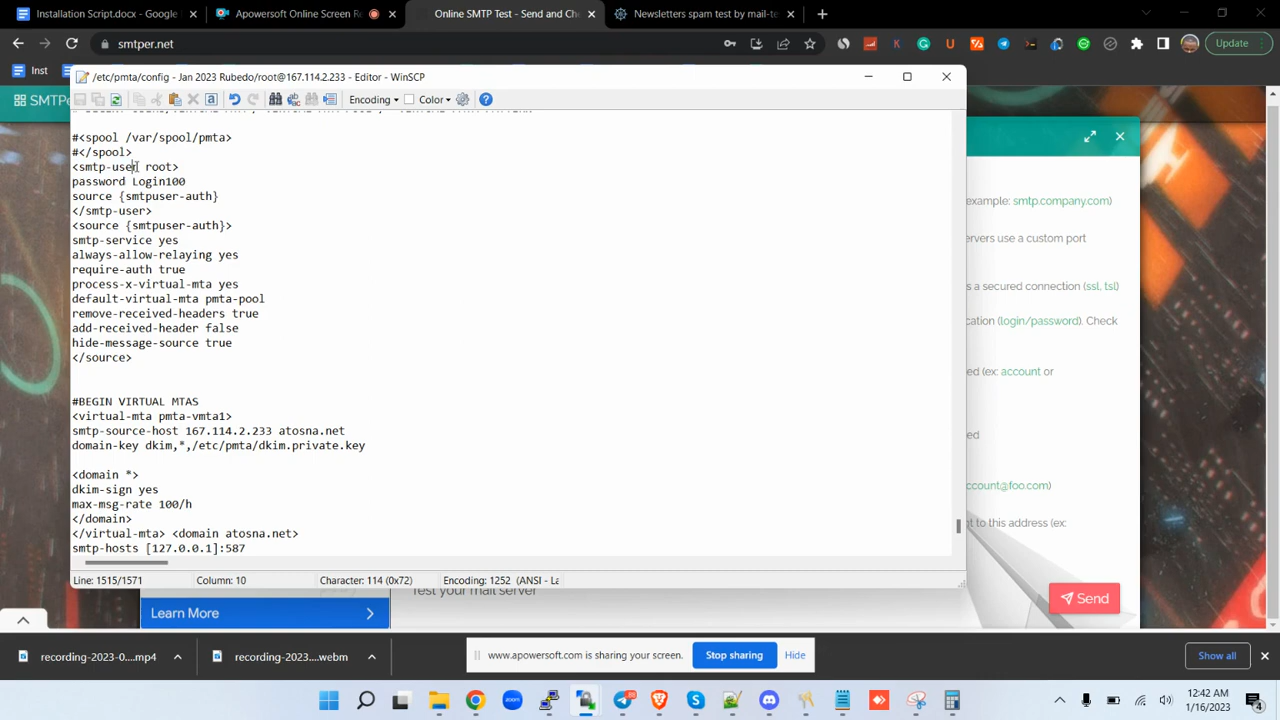 Installation Script.docx - Google
Apowersoft Online Screen Re
Online SMTP Test - Send and Che
Newsletters spam test by mail-te
smtper.net
Update
Inst
/etc/pmta/config - Jan 2023 Rubedo/root@167.114.2.233 - Editor - WinSCP
Encoding
Color
#<spool /var/spool/pmta>
#</spool>
<smtp-user root>
password Login100
source {smtpuser-auth}
</smtp-user>
<source {smtpuser-auth}>
smtp-service yes
always-allow-relaying yes
require-auth true
process-x-virtual-mta yes
default-virtual-mta pmta-pool
remove-received-headers true
add-received-header false
hide-message-source true
</source>
#BEGIN VIRTUAL MTAS
<virtual-mta pmta-vmta1>
smtp-source-host 167.114.2.233 atosna.net
domain-key dkim,*,/etc/pmta/dkim.private.key
<domain *>
dkim-sign yes
max-msg-rate 100/h
</domain>
</virtual-mta> <domain atosna.net>
smtp-hosts [127.0.0.1]:587
Line: 1515/1571
Column: 10
Character: 114 (0x72)
Encoding: 1252 (ANSI - La
SMTPe
example: smtp.company.com)
ervers use a custom port
s a secured connection (ssl, tsl)
cation (login/password). Check
ed (ex: account or
ed
ccount@foo.com)
t to this address (ex:
Test your mail server
Learn More
Send
recording-2023-0....mp4
recording-2023....webm
www.apowersoft.com is sharing your screen.
Stop sharing
Hide
Show all
12:42 AM
1/16/2023
4